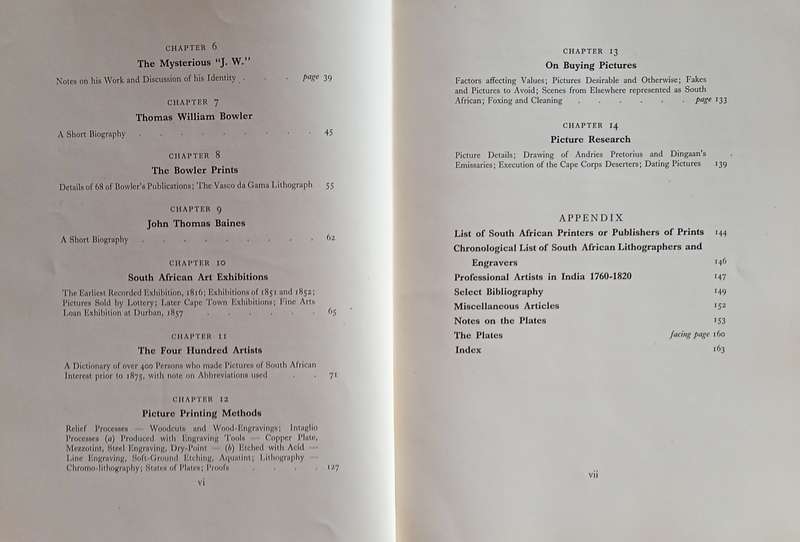 CHAPTER 6
The Mysterious "J. W."
Notes on his Work and Discussion of his Identity . . . page 39
CHAPTER 7
Thomas William Bowler
A Short Biography . . . . . . . . . 45
CHAPTER 8
The Bowler Prints
Details of 68 of Bowler's Publications; The Vasco da Gama Lithograph 55
CHAPTER 9
John Thomas Baines
A Short Biography . . . . . . . . . 62
CHAPTER 10
South African Art Exhibitions
The Earliest Recorded Exhibition, 1816; Exhibitions of 1851 and 1852;
Pictures Sold by Lottery; Later Cape Town Exhibitions; Fine Arts
Loan Exhibition at Durban, 1857 . . . . . . 65
CHAPTER 11
The Four Hundred Artists
A Dictionary of over 400 Persons who made Pictures of South African
Interest prior to 1875, with note on Abbreviations used . . 71
CHAPTER 12
Picture Printing Methods
Relief Processes — Woodcuts and Wood-Engravings; Intaglio
Processes (a) Produced with Engraving Tools — Copper Plate,
Mezzotint, Steel Engraving, Dry-Point — (b) Etched with Acid —
Line Engraving, Soft-Ground Etching, Aquatint; Lithography —
Chromo-lithography; States of Plates; Proofs . . . . 127
vi
CHAPTER 13
On Buying Pictures
Factors affecting Values; Pictures Desirable and Otherwise; Fakes
and Pictures to Avoid; Scenes from Elsewhere represented as South
African; Foxing and Cleaning . . . . . . page 133
CHAPTER 14
Picture Research
Picture Details; Drawing of Andries Pretorius and Dingaan's
Emissaries; Execution of the Cape Corps Deserters; Dating Pictures 139
APPENDIX
List of South African Printers or Publishers of Prints 144
Chronological List of South African Lithographers and
Engravers 146
Professional Artists in India 1760-1820 147
Select Bibliography 149
Miscellaneous Articles 152
Notes on the Plates 153
The Plates facing page 160
Index 163
vii